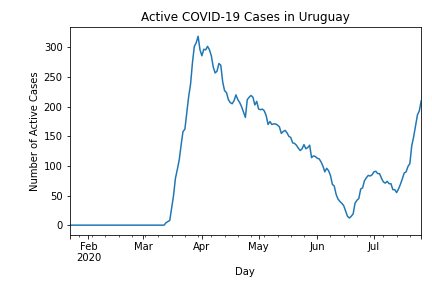 Active COVID-19 Cases in Uruguay
Number of Active Cases
300
250
200
150
100
50
0
Feb Mar Apr May Jun Jul
2020
Day